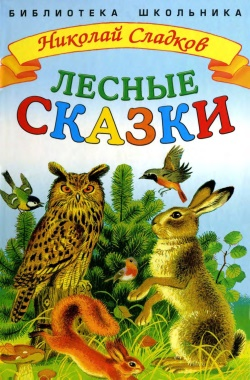 БИБЛИОТЕКА ШКОЛЬНИКА
Николай Сладков
ЛЕСНЫЕ
СКАЗКИ